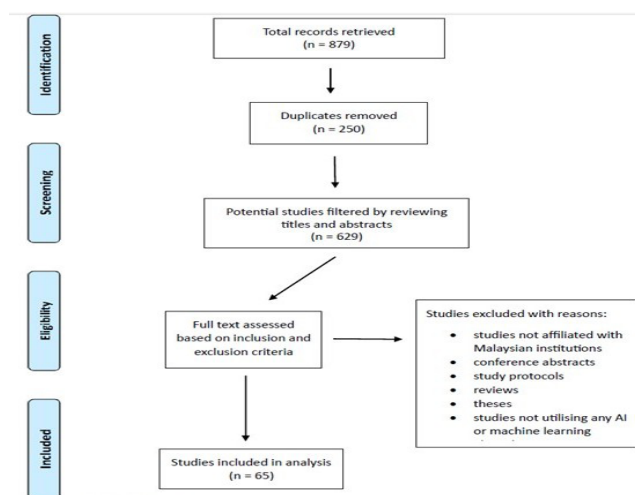 Identification
Total records retrieved
(n = 879)
Duplicates removed
(n = 250)
Screening
Potential studies filtered by reviewing
titles and abstracts
(n = 629)
Eligibility
Full text assessed
based on inclusion and
exclusion criteria
Studies excluded with reasons:
• studies not affiliated with
Malaysian institutions
• conference abstracts
• study protocols
• reviews
• theses
• studies not utilising any AI
or machine learning
Included
Studies included in analysis
(n = 65)